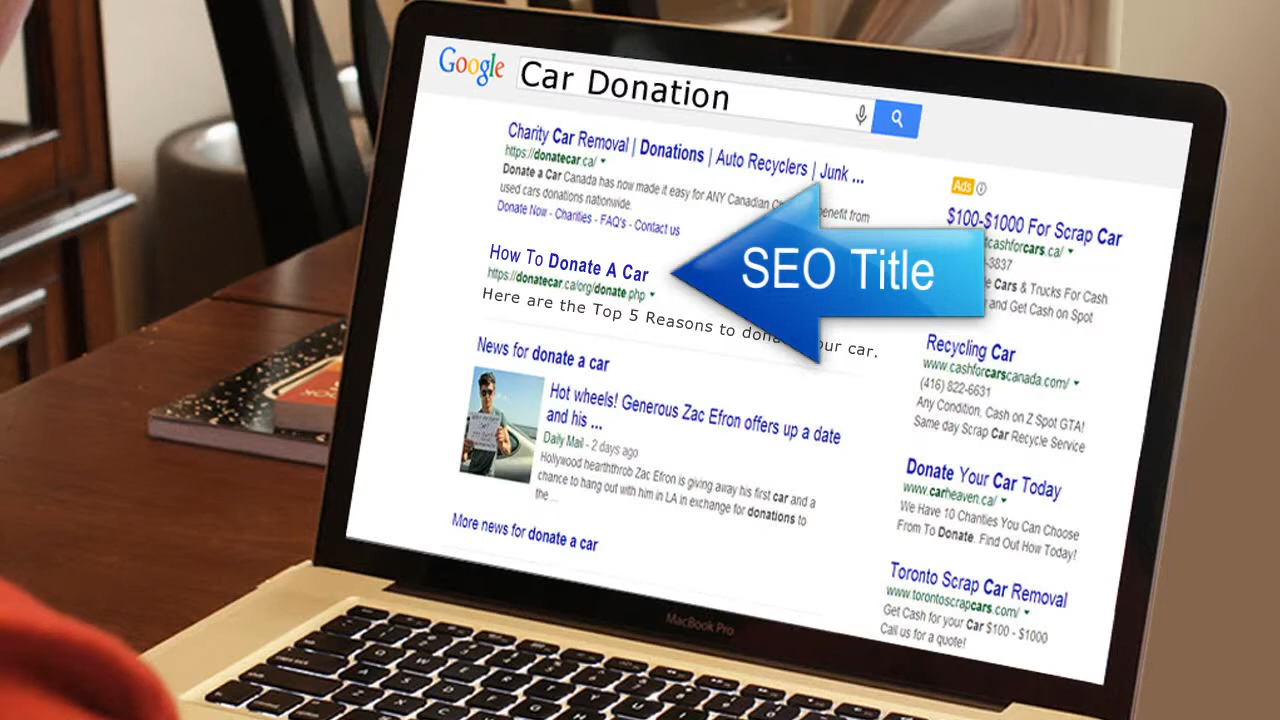 Google
Car Donation
Charity Car Removal | Donations | Auto Recyclers | Junk ...
https://donatecar.ca/
Donate a Car Canada has now made it easy for ANY Canadian benefit from
used cars donations nationwide.
Donate Now - Charities - FAQ's - Contact us
How To Donate A Car
https://donatecar.ca/org/donate.php
Here are the Top 5 Reasons to your car.
SEO Title
News for donate a car
Hot wheels! Generous Zac Efron offers up a date
and his ...
Daily Mail - 2 days ago
Hollywood heartthrob Zac Efron is giving away his first car and a
chance to hang out with him in LA in exchange for donations to
the ...
More news for donate a car
Ads
$100-$1000 For Scrap Car
cashforcars.ca/
-3837
Cars & Trucks For Cash
and Get Cash on Spot
Recycling Car
www.cashforcarscanada.com/
(416) 822-6631
Any Condition, Cash on Z Spot GTA!
Same day Scrap Car Recycle Service
Donate Your Car Today
www.carheaven.ca/
We Have 10 Charities You Can Choose
From To Donate. Find Out How Today!
Toronto Scrap Car Removal
www.torontoscrapcars.com/
Get Cash for your Car $100 - $1000
Call us for a quote!
MacBook Pro